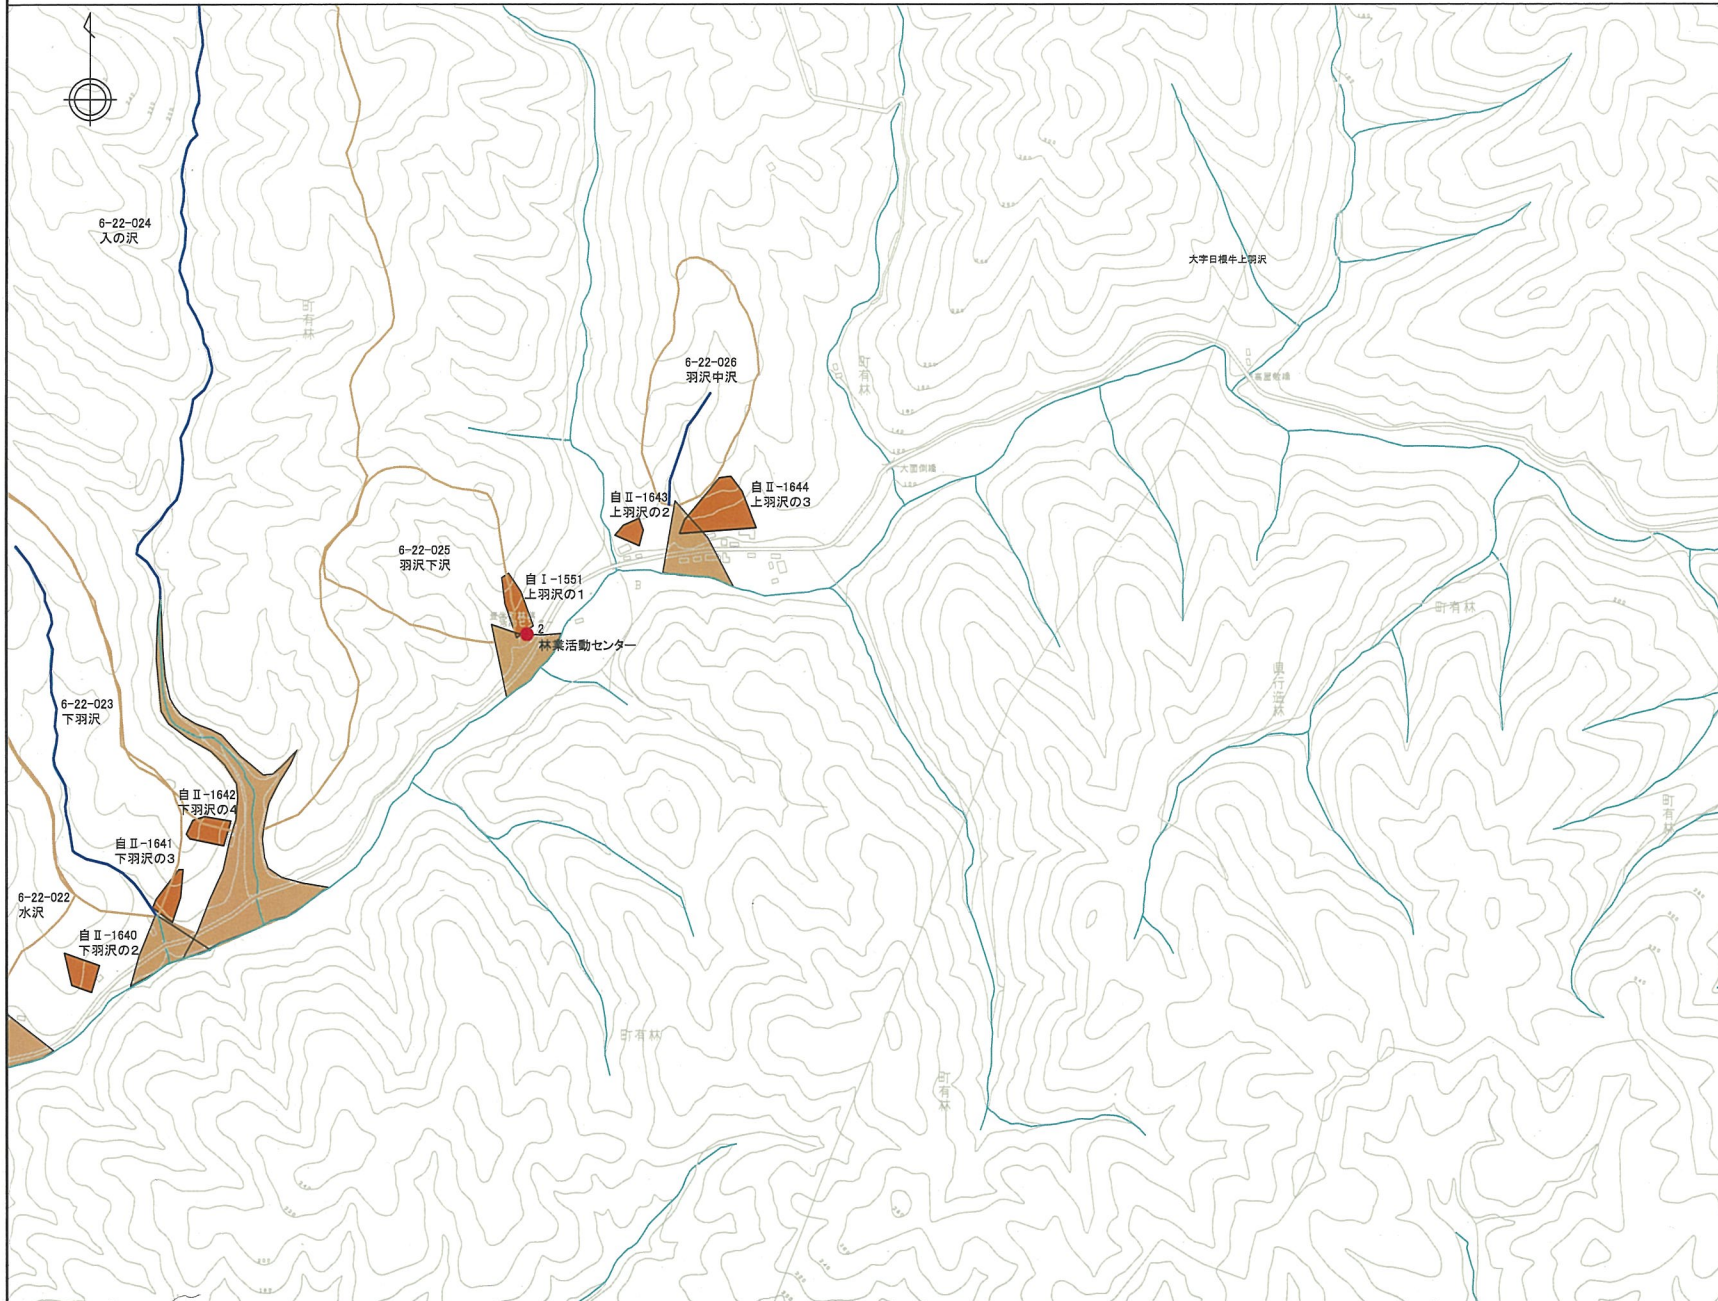 6-22-024
入の沢
町有林
大字日根牛上羽沢
6-22-026
羽沢中沢
町有林
大面側橋
自Ⅱ-1643
上羽沢の2
自Ⅱ-1644
上羽沢の3
6-22-025
羽沢下沢
自Ⅰ-1551
上羽沢の1
2
林業活動センター
町有林
6-22-023
下羽沢
自Ⅱ-1642
下羽沢の4
町有林
自Ⅱ-1641
下羽沢の3
6-22-022
水沢
自Ⅱ-1640
下羽沢の2
町有林
町有林